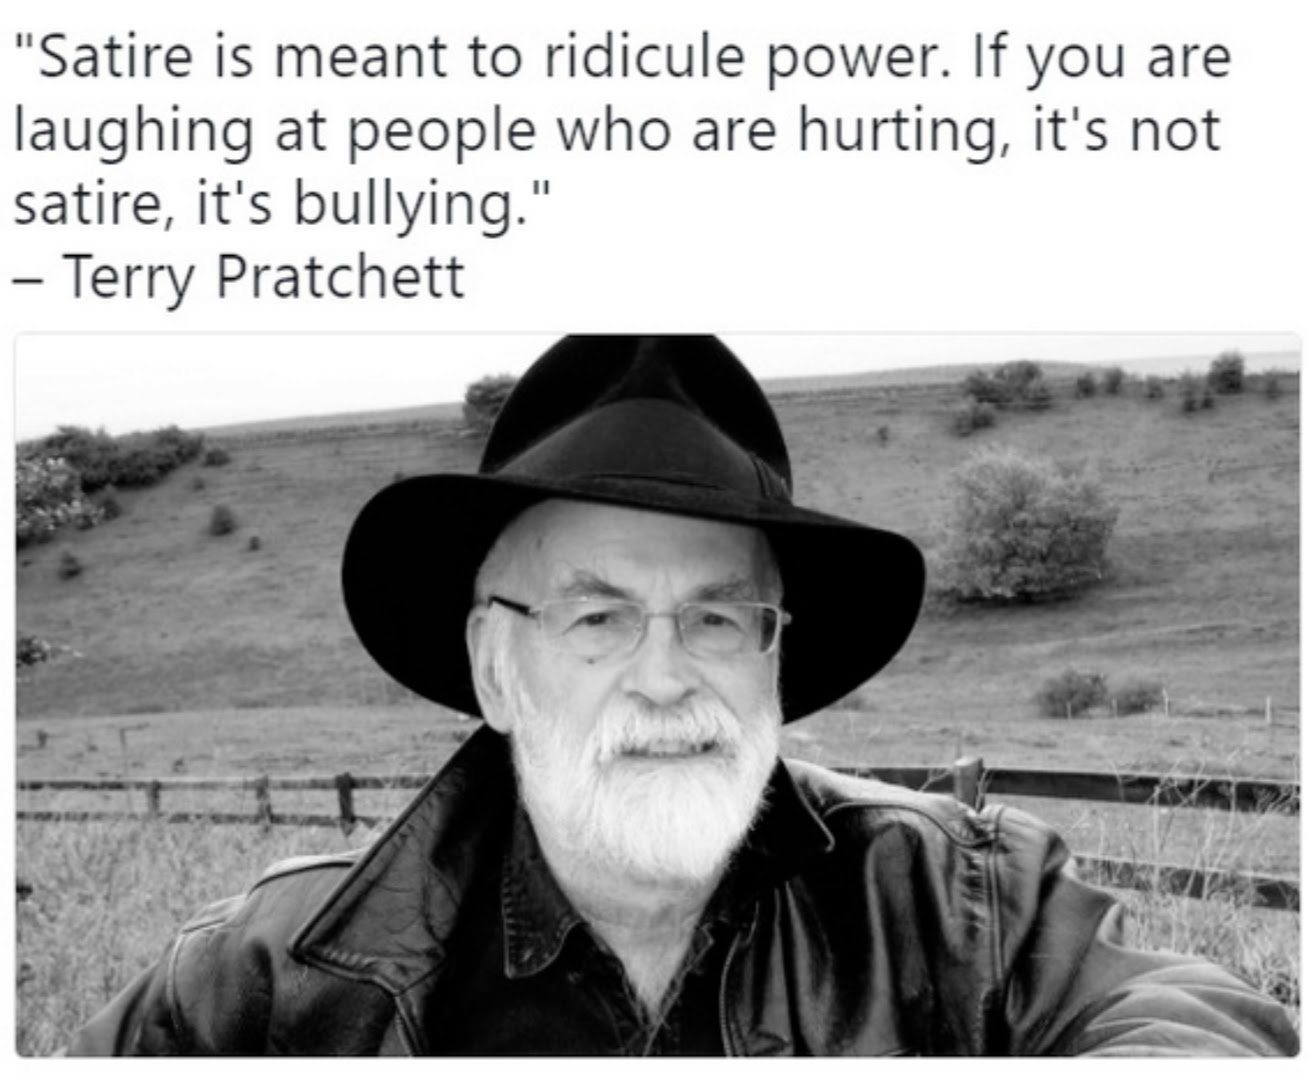 "Satire is meant to ridicule power. If you are
laughing at people who are hurting, it's not
satire, it's bullying."
– Terry Pratchett